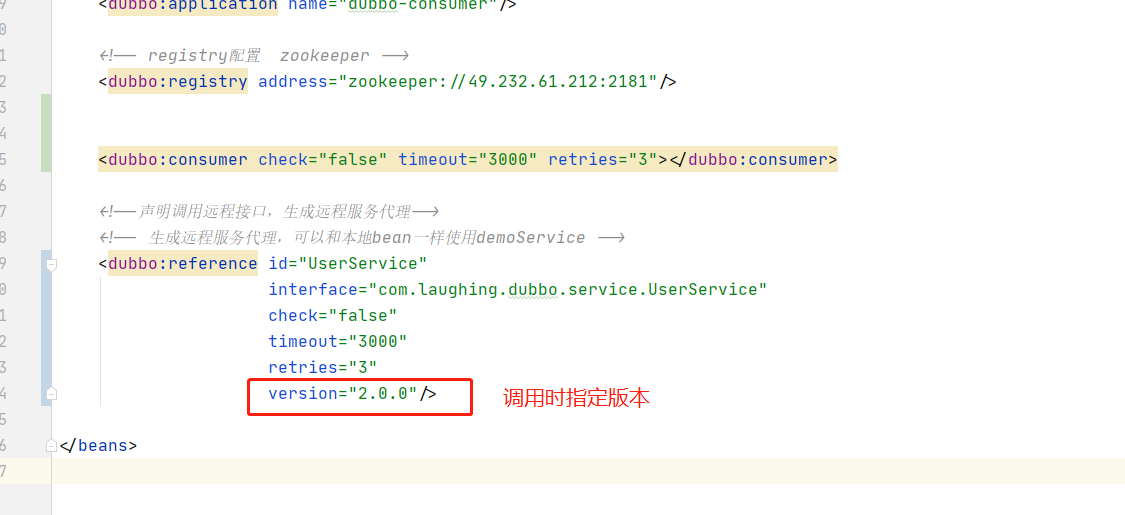 9 <dubbo:application name="dubbo-consumer"/>
0
1 <!-- registry配置  zookeeper -->
2 <dubbo:registry address="zookeeper://49.232.61.212:2181"/>
3
4
5 <dubbo:consumer check="false" timeout="3000" retries="3"></dubbo:consumer>
6
7 <!--声明调用远程接口，生成远程服务代理-->
8 <!-- 生成远程服务代理，可以和本地bean一样使用demoService -->
9 <dubbo:reference id="UserService"
0 interface="com.laughing.dubbo.service.UserService"
1 check="false"
2 timeout="3000"
3 retries="3"
4 version="2.0.0"/> 调用时指定版本
5
6 </beans>
7